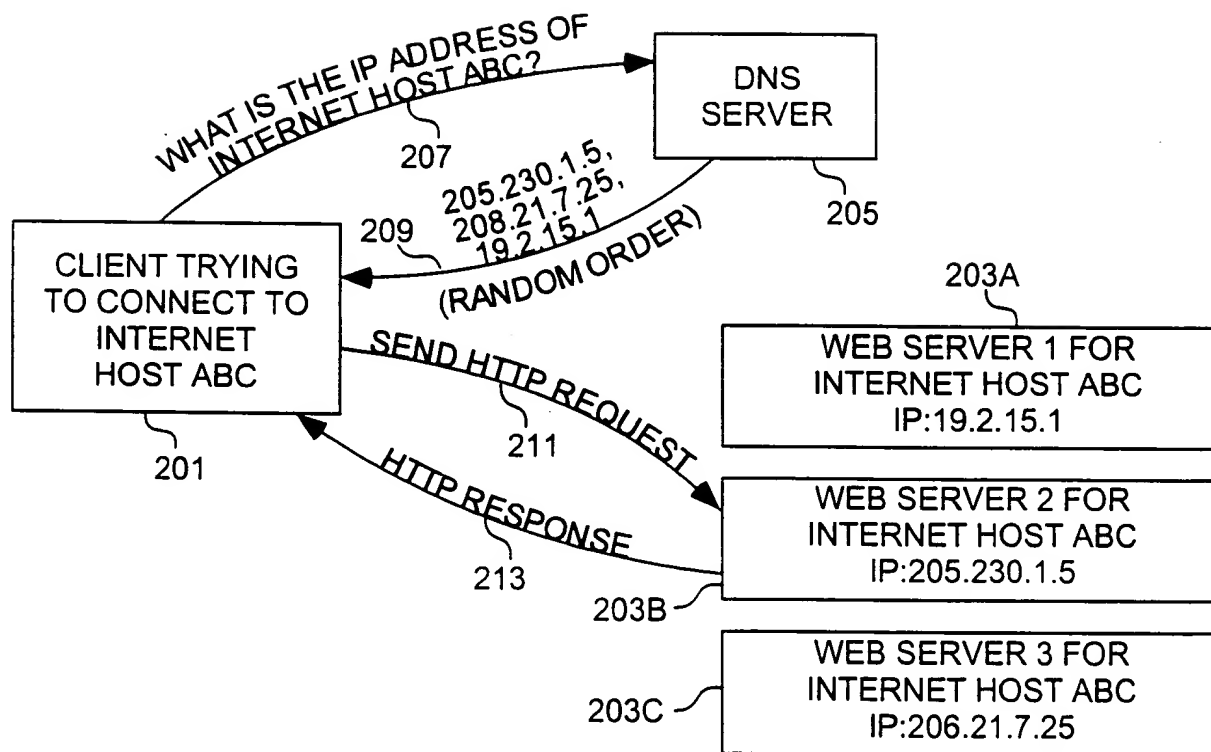 WHAT IS THE IP ADDRESS OF
INTERNET HOST ABC?
207
DNS
SERVER
205
205.230.1.5,
208.21.7.25,
19.2.15.1
(RANDOM ORDER)
209
CLIENT TRYING
TO CONNECT TO
INTERNET
HOST ABC
201
SEND HTTP REQUEST
211
HTTP RESPONSE
213
203A
WEB SERVER 1 FOR
INTERNET HOST ABC
IP:19.2.15.1
WEB SERVER 2 FOR
INTERNET HOST ABC
IP:205.230.1.5
203B
WEB SERVER 3 FOR
INTERNET HOST ABC
IP:206.21.7.25
203C